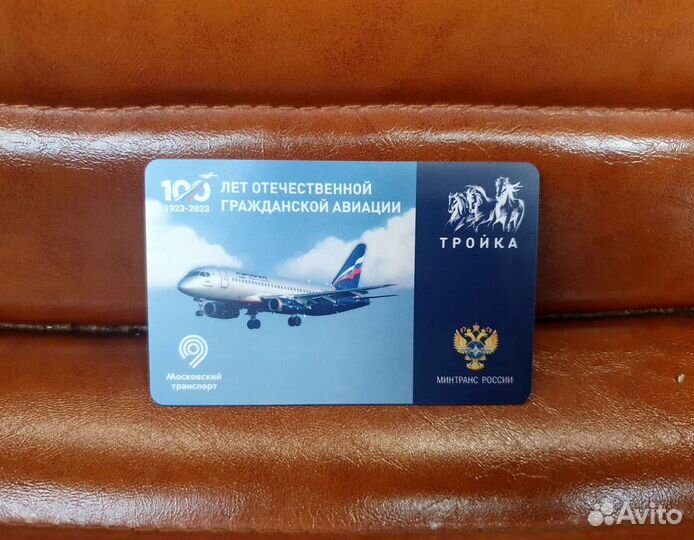 100 ЛЕТ ОТЕЧЕСТВЕННОЙ
1923-2023 ГРАЖДАНСКОЙ АВИАЦИИ
ТРОЙКА
Московский
транспорт
МИНТРАНС РОССИИ
Avito